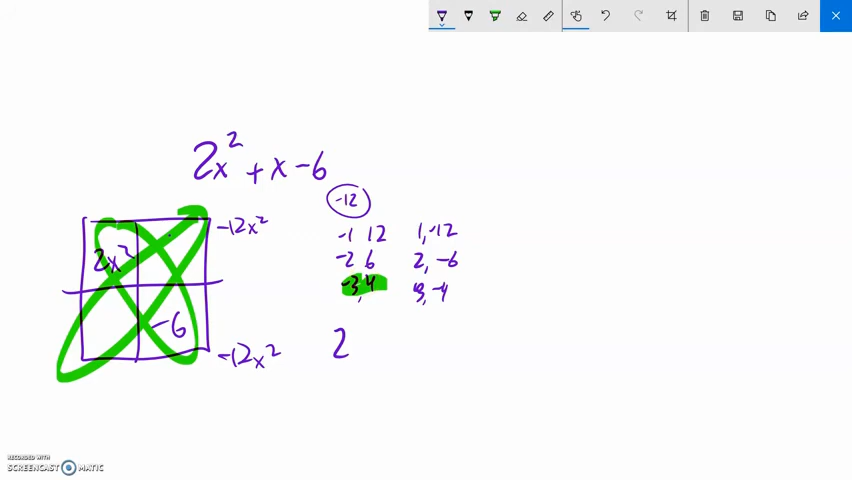 2x² + x - 6
-12
-12x²
-1 12 1, -12
2x²
-2 6 2, -6
-3, 4 3, -4
-6
-12x²
2
RECORDED WITH
SCREENCAST MATIC